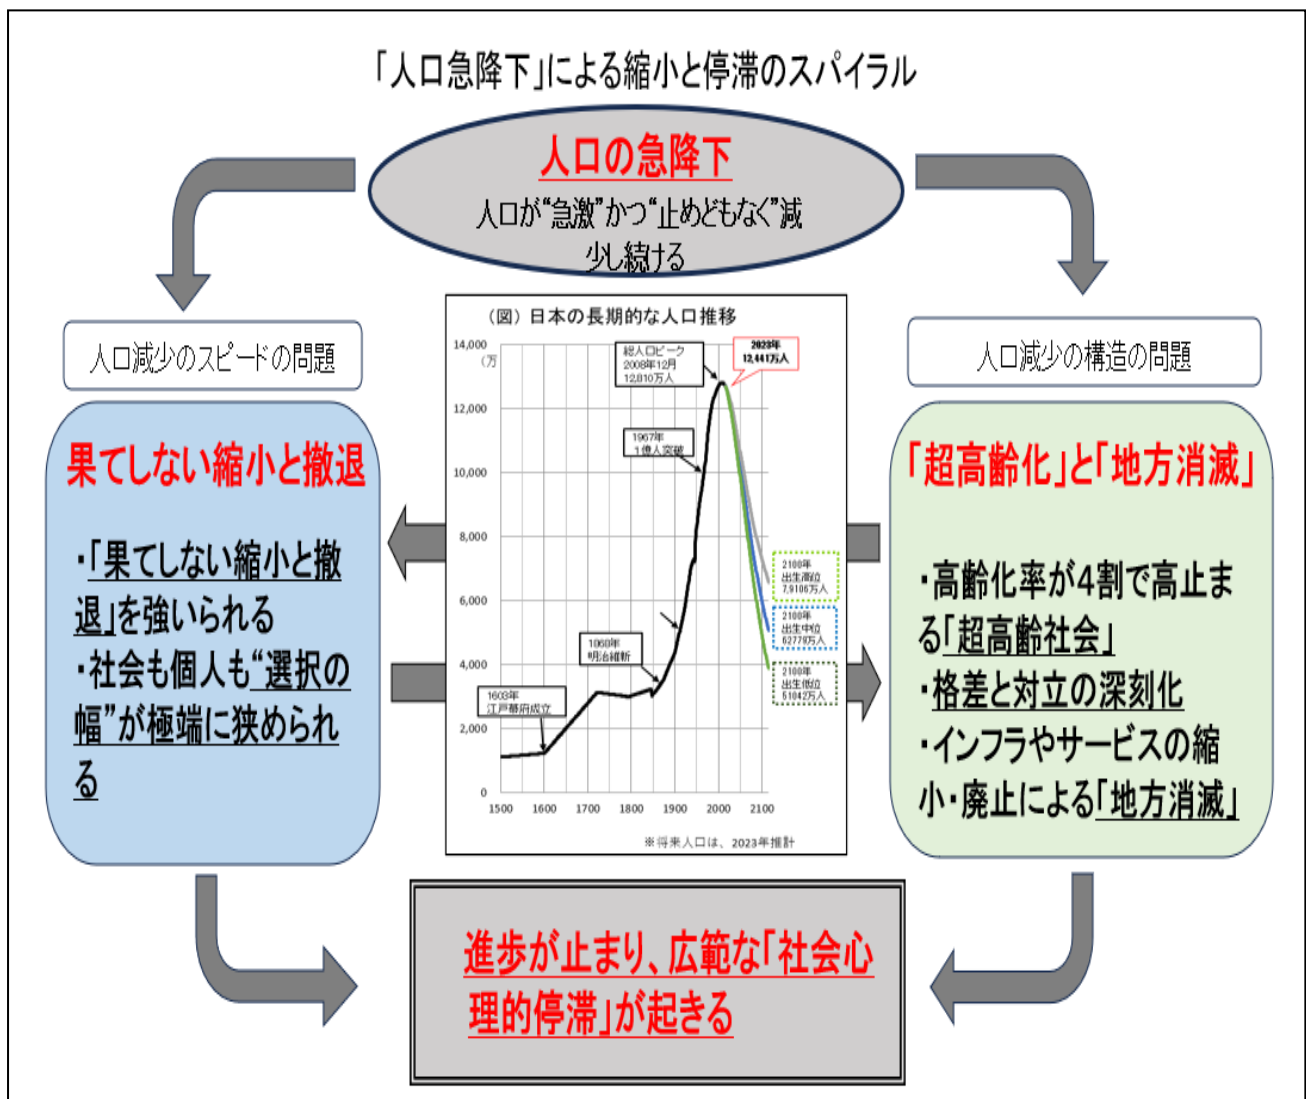 「人口急降下」による縮小と停滞のスパイラル
人口の急降下
人口が“急激”かつ“止めどもなく”減
少し続ける
人口減少のスピードの問題
果てしない縮小と撤退
・「果てしない縮小と撤
退」を強いられる
・社会も個人も“選択の
幅”が極端に狭められ
る
（図）日本の長期的な人口推移
14,000
（万
12,000
10,000
8,000
6,000
4,000
2,000
0
1500
1600
1700
1800
1900
2000
2100
総人口ピーク
2008年12月
12,810万人
2023年
12,441万人
1967年
1億人突破
1868年
明治維新
1603年
江戸幕府成立
2100年
出生高位
7,9106万人
2100年
出生中位
62779万人
2100年
出生低位
51042万人
※将来人口は、2023年推計
人口減少の構造の問題
「超高齢化」と「地方消滅」
・高齢化率が４割で高止ま
る「超高齢社会」
・格差と対立の深刻化
・インフラやサービスの縮
小・廃止による「地方消滅」
進歩が止まり、広範な「社会心
理的停滞」が起きる